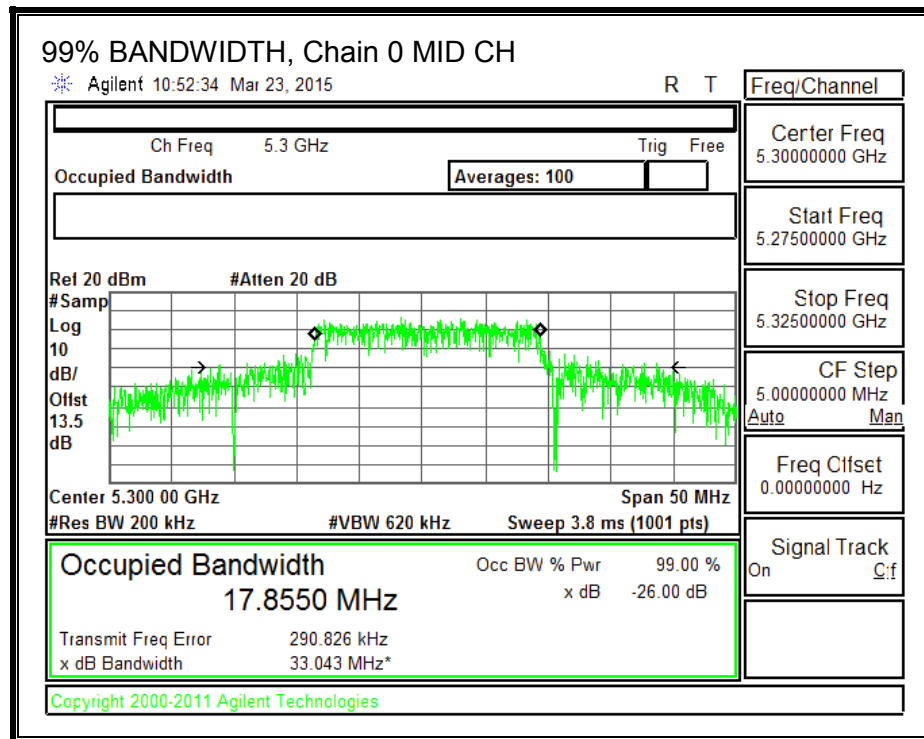 99% BANDWIDTH, Chain 0 MID CH
Agilent 10:52:34 Mar 23, 2015 R T
Freq/Channel
Ch Freq 5.3 GHz Trig Free
Occupied Bandwidth Averages: 100
Center Freq
5.30000000 GHz
Start Freq
5.27500000 GHz
Stop Freq
5.32500000 GHz
CF Step
5.00000000 MHz
Auto Man
Freq Offset
0.00000000 Hz
Signal Track
On Off
Ref 20 dBm #Atten 20 dB
#Samp
Log
10
dB/
Offst
13.5
dB
Center 5.300 00 GHz Span 50 MHz
#Res BW 200 kHz #VBW 620 kHz Sweep 3.8 ms (1001 pts)
Occupied Bandwidth
17.8550 MHz
Occ BW % Pwr 99.00 %
x dB -26.00 dB
Transmit Freq Error 290.826 kHz
x dB Bandwidth 33.043 MHz*
Copyright 2000-2011 Agilent Technologies